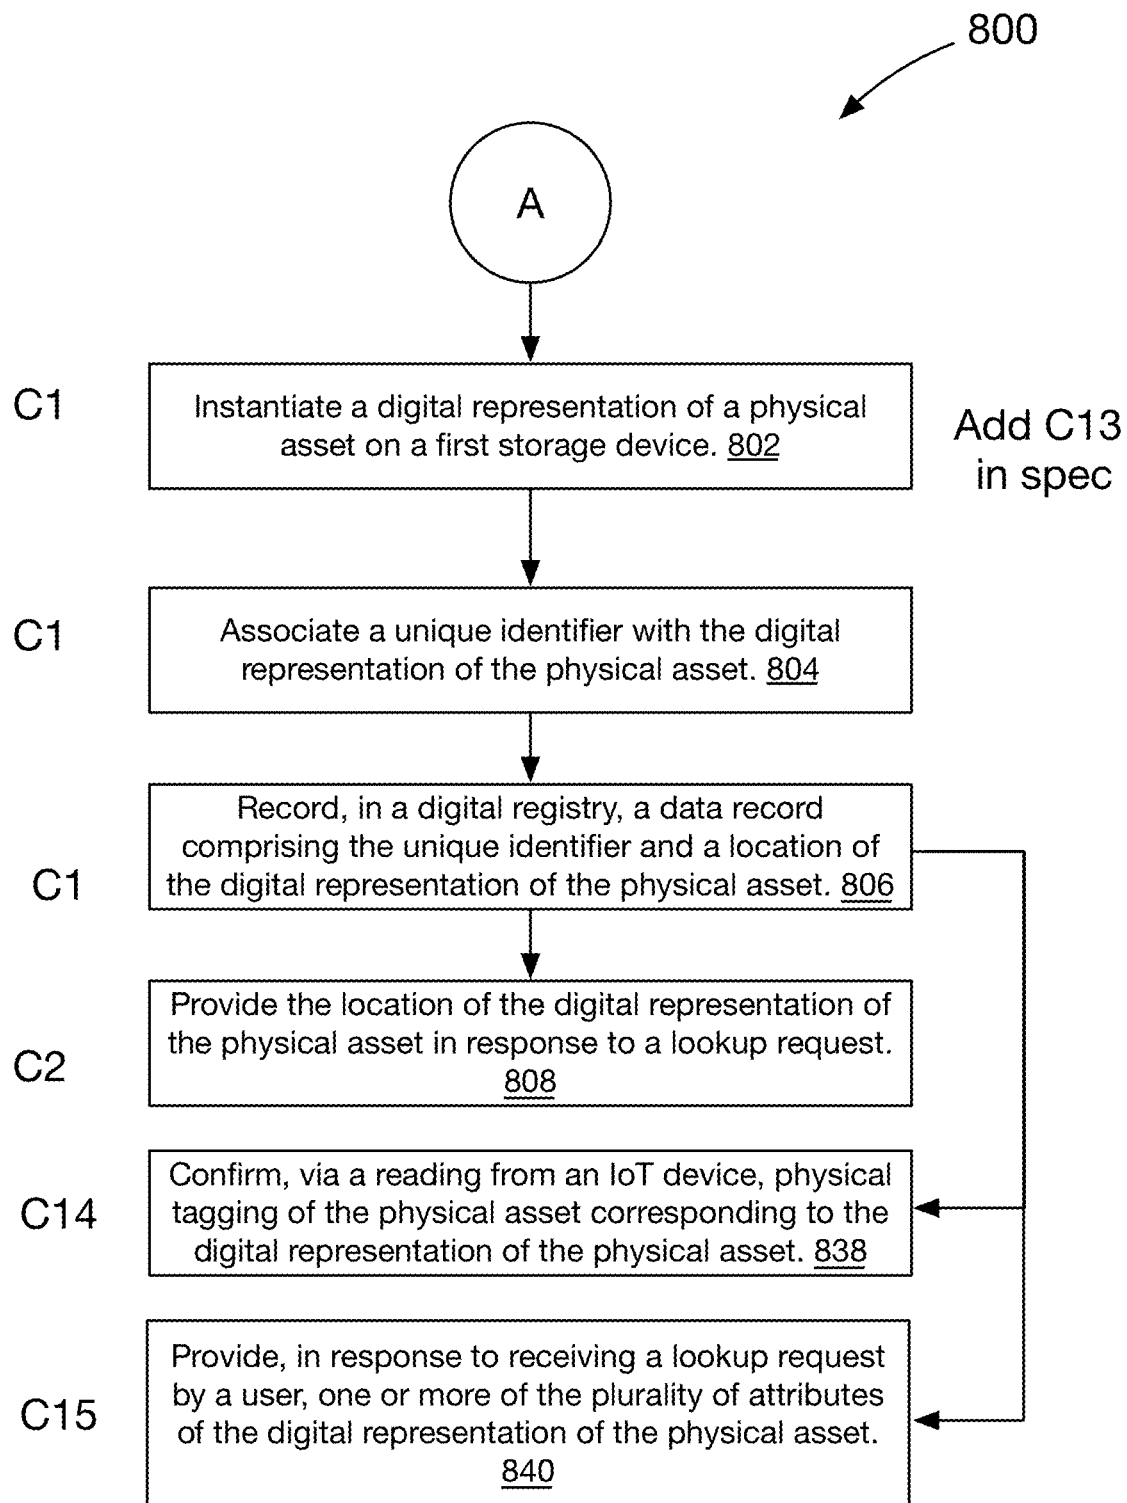 800
A
C1
Instantiate a digital representation of a physical
asset on a first storage device. 802
Add C13
in spec
C1
Associate a unique identifier with the digital
representation of the physical asset. 804
Record, in a digital registry, a data record
comprising the unique identifier and a location of
the digital representation of the physical asset. 806
C1
Provide the location of the digital representation of
the physical asset in response to a lookup request.
808
C2
Confirm, via a reading from an IoT device, physical
tagging of the physical asset corresponding to the
digital representation of the physical asset. 838
C14
Provide, in response to receiving a lookup request
by a user, one or more of the plurality of attributes
of the digital representation of the physical asset.
840
C15